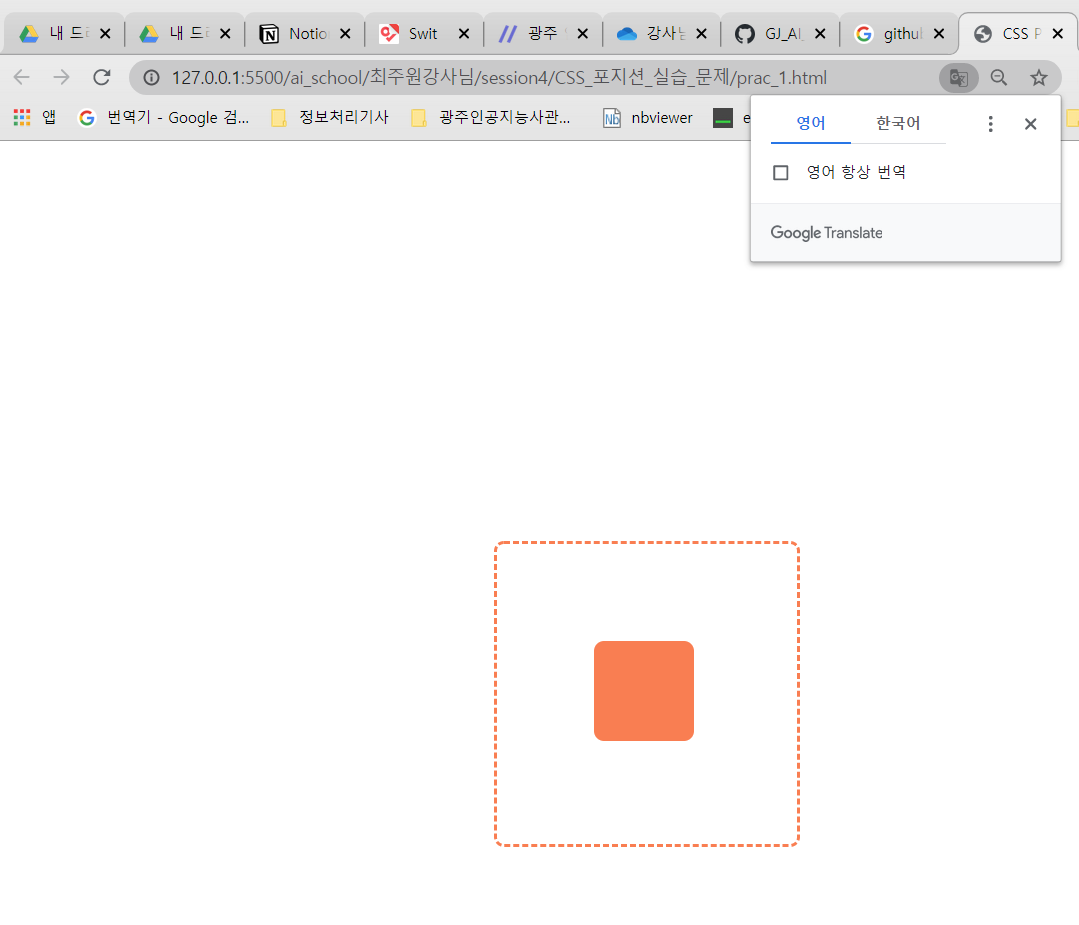 내 드 내 드 Notio Swit 광주 강사 GJ_AI_ githu CSS P
127.0.0.1:5500/ai_school/최주원강사님/session4/CSS_포지션_실습_문제/prac_1.html
앱 번역기 - Google 검... 정보처리기사 광주인공지능사관... nbviewer e
영어 한국어
영어 항상 번역
Google Translate